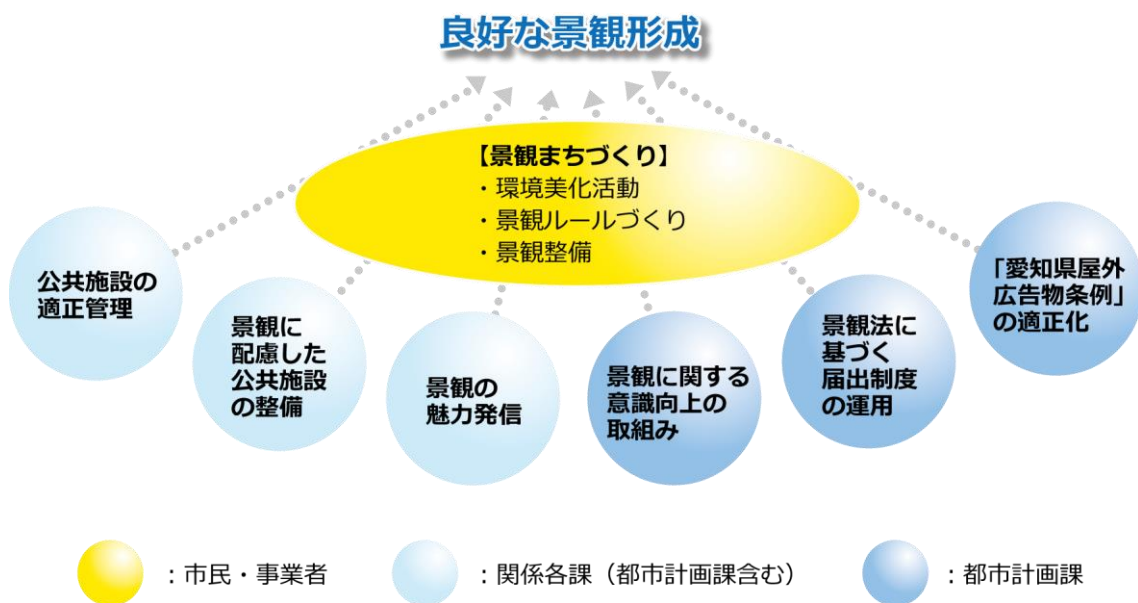 良好な景観形成
【景観まちづくり】
・環境美化活動
・景観ルールづくり
・景観整備
公共施設の
適正管理
景観に
配慮した
公共施設
の整備
景観の
魅力発信
景観に関する
意識向上の
取組み
景観法に
基づく
届出制度
の運用
「愛知県屋外
広告物条例」
の適正化
：市民・事業者
：関係各課（都市計画課含む）
：都市計画課